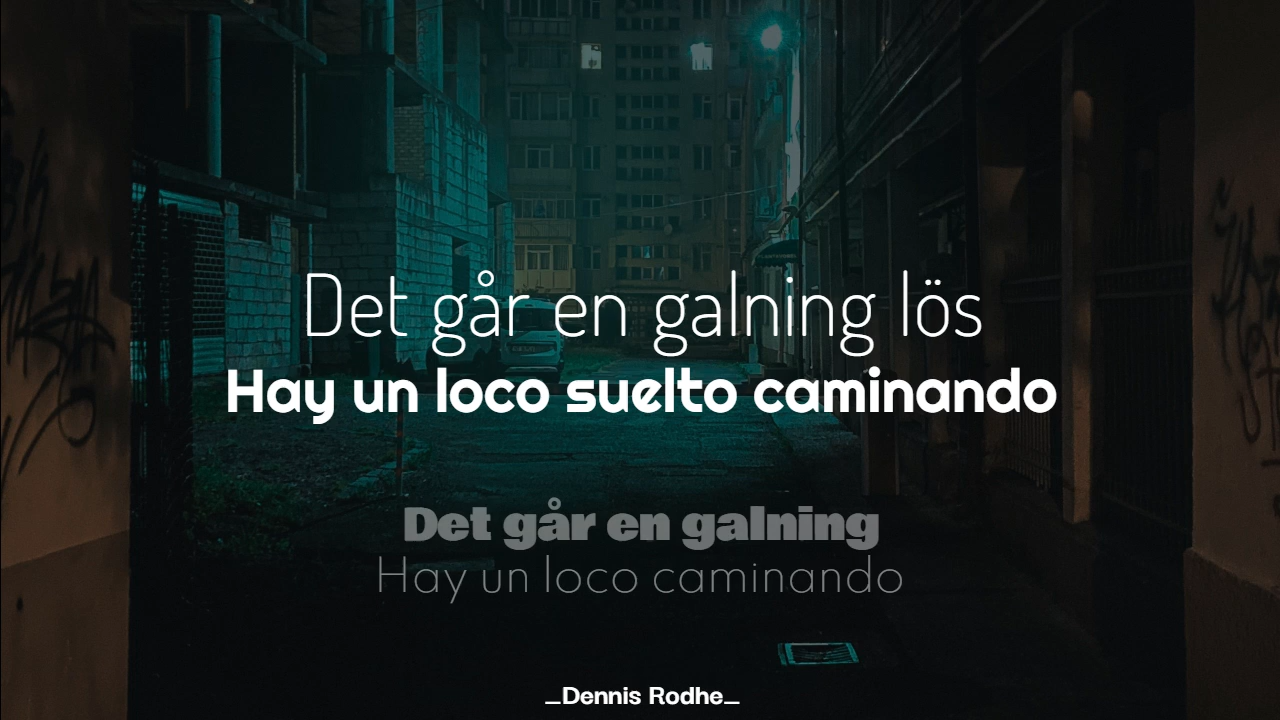 Det går en galning lös
Hay un loco suelto caminando
Det går en galning
Hay un loco caminando
_Dennis Rodhe_